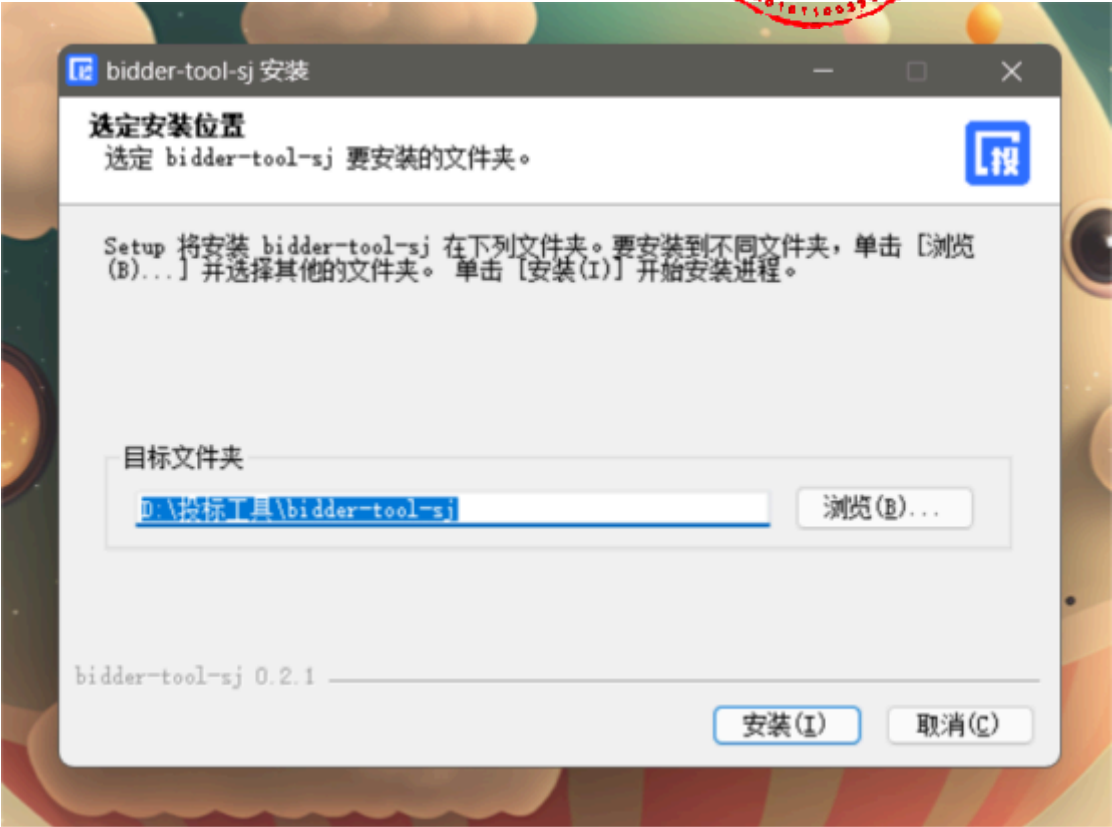 bidder-tool-sj 安装
选定安装位置
选定 bidder-tool-sj 要安装的文件夹。
投
Setup 将安装 bidder-tool-sj 在下列文件夹。要安装到不同文件夹，单击 [浏览
(B)...] 并选择其他的文件夹。 单击 [安装(I)] 开始安装进程。
目标文件夹
D:\投标工具\bidder-tool-sj
浏览(B)...
bidder-tool-sj 0.2.1
安装(I)
取消(C)